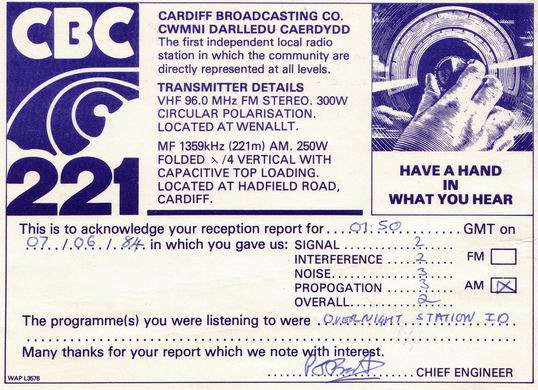 CBC
221
CARDIFF BROADCASTING CO.
CWMNI DARLLEDU CAERDYDD
The first independent local radio
station in which the community are
directly represented at all levels.
TRANSMITTER DETAILS
VHF 96.0 MHz FM STEREO. 300W
CIRCULAR POLARISATION.
LOCATED AT WENALLT.
MF 1359kHz (221m) AM. 250W
FOLDED λ/4 VERTICAL WITH
CAPACITIVE TOP LOADING.
LOCATED AT HADFIELD ROAD,
CARDIFF.
HAVE A HAND
IN
WHAT YOU HEAR
This is to acknowledge your reception report for....01.50........GMT on
07../06../84. in which you gave us: SIGNAL............2......
INTERFERENCE.....2.....
NOISE.............3......
PROPOGATION......3.....
OVERALL..........2......
FM
AM X
The programme(s) you were listening to were .OVERNIGHT STATION ID
Many thanks for your report which we note with interest.
CHIEF ENGINEER
WAP L3576